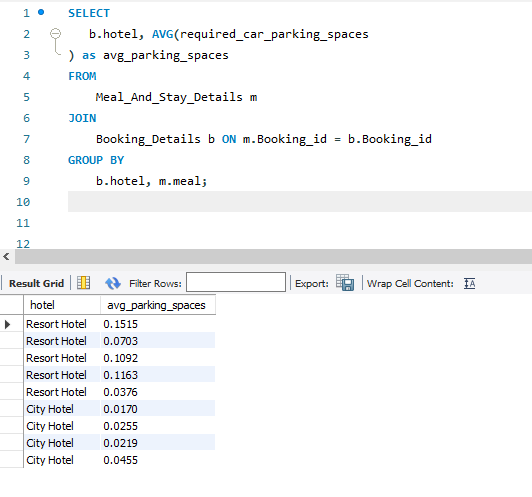 1 SELECT
2 b.hotel, AVG(required_car_parking_spaces
3 ) as avg_parking_spaces
4 FROM
5 Meal_And_Stay_Details m
6 JOIN
7 Booking_Details b ON m.Booking_id = b.Booking_id
8 GROUP BY
9 b.hotel, m.meal;
10
11
12
Result Grid Filter Rows: Export: Wrap Cell Content:
hotel avg_parking_spaces
Resort Hotel 0.1515
Resort Hotel 0.0703
Resort Hotel 0.1092
Resort Hotel 0.1163
Resort Hotel 0.0376
City Hotel 0.0170
City Hotel 0.0255
City Hotel 0.0219
City Hotel 0.0455